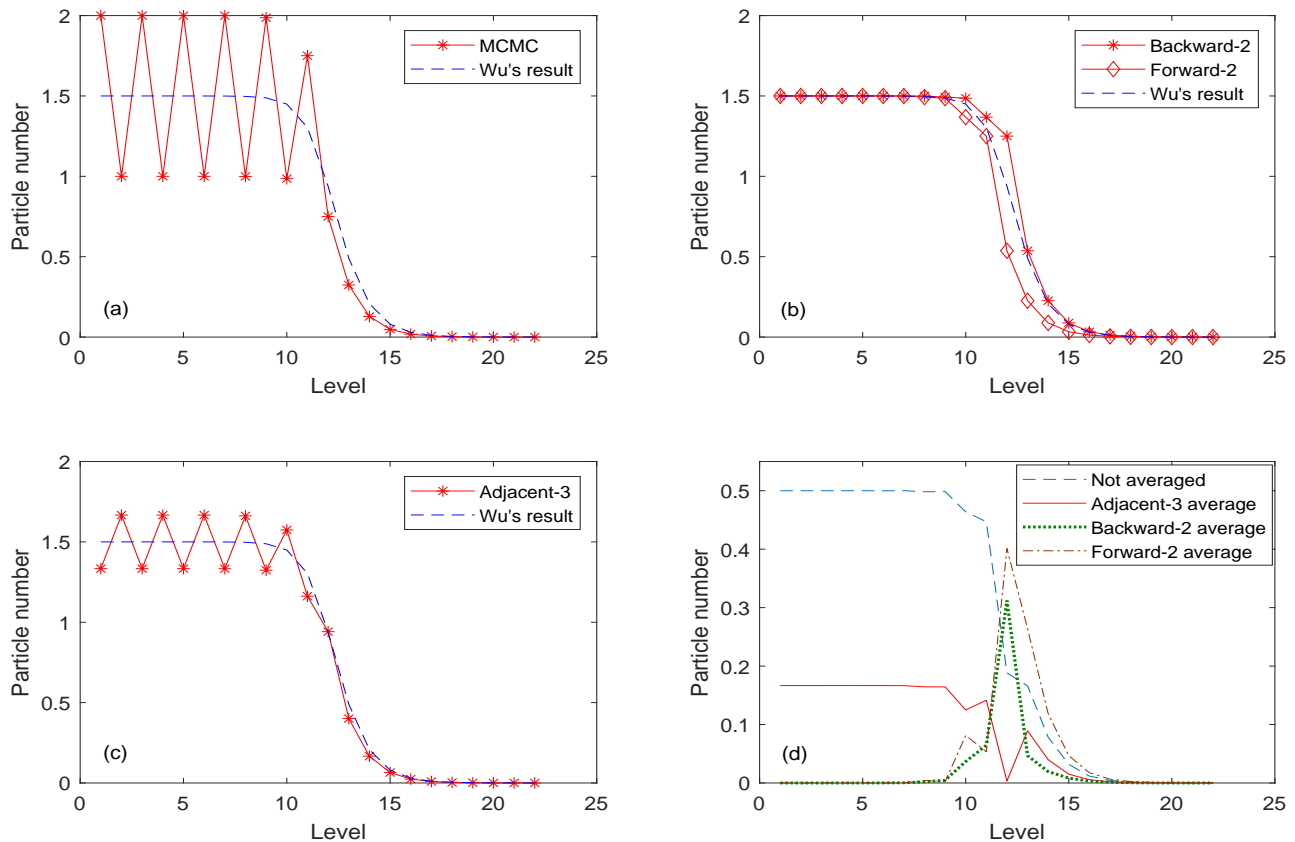 2
1.5
1
0.5
0
0 5 10 15 20 25
Level
Particle number
(a)
MCMC
Wu's result
2
1.5
1
0.5
0
0 5 10 15 20 25
Level
Particle number
(b)
Backward-2
Forward-2
Wu's result
2
1.5
1
0.5
0
0 5 10 15 20 25
Level
Particle number
(c)
Adjacent-3
Wu's result
0.5
0.4
0.3
0.2
0.1
0
0 5 10 15 20 25
Level
Particle number
(d)
Not averaged
Adjacent-3 average
Backward-2 average
Forward-2 average